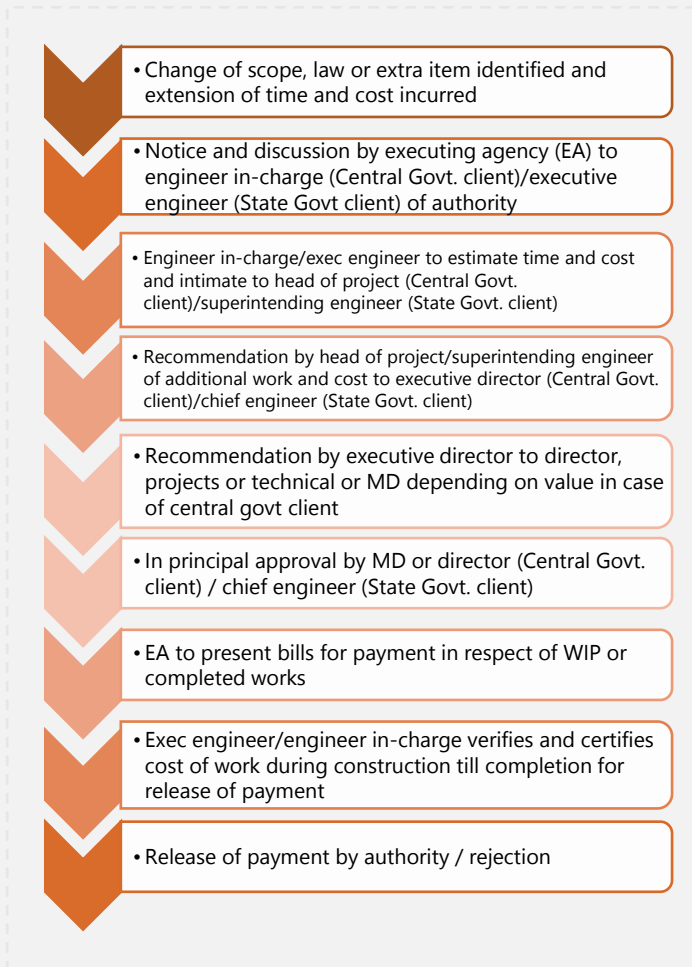 • Change of scope, law or extra item identified and
extension of time and cost incurred
• Notice and discussion by executing agency (EA) to
engineer in-charge (Central Govt. client)/executive
engineer (State Govt client) of authority
• Engineer in-charge/exec engineer to estimate time and cost
and intimate to head of project (Central Govt.
client)/superintending engineer (State Govt. client)
• Recommendation by head of project/superintending engineer
of additional work and cost to executive director (Central Govt.
client)/chief engineer (State Govt. client)
• Recommendation by executive director to director,
projects or technical or MD depending on value in case
of central govt client
• In principal approval by MD or director (Central Govt.
client) / chief engineer (State Govt. client)
• EA to present bills for payment in respect of WIP or
completed works
• Exec engineer/engineer in-charge verifies and certifies
cost of work during construction till completion for
release of payment
• Release of payment by authority / rejection